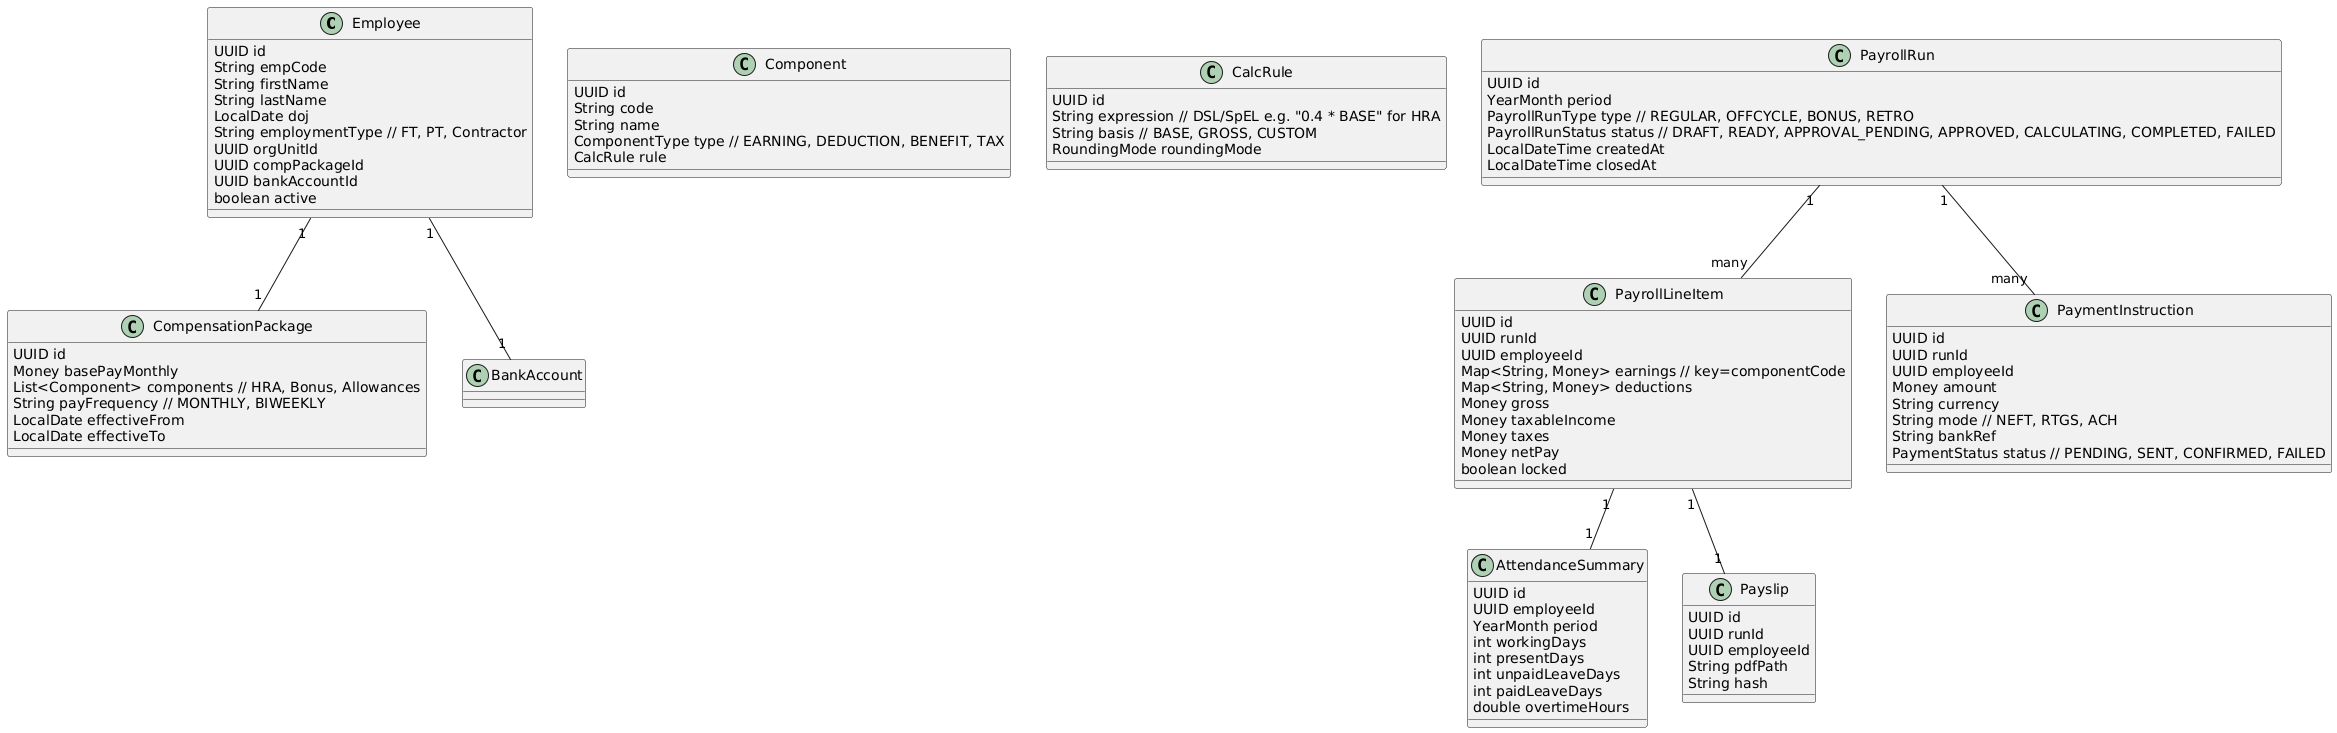 C Employee
UUID id
String empCode
String firstName
String lastName
LocalDate doj
String employmentType // FT, PT, Contractor
UUID orgUnitId
UUID compPackageId
UUID bankAccountId
boolean active
C Component
UUID id
String code
String name
ComponentType type // EARNING, DEDUCTION, BENEFIT, TAX
CalcRule rule
C CalcRule
UUID id
String expression // DSL/SpEL e.g. "0.4 * BASE" for HRA
String basis // BASE, GROSS, CUSTOM
RoundingMode roundingMode
C PayrollRun
UUID id
YearMonth period
PayrollRunType type // REGULAR, OFFCYCLE, BONUS, RETRO
PayrollRunStatus status // DRAFT, READY, APPROVAL_PENDING, APPROVED, CALCULATING, COMPLETED, FAILED
LocalDateTime createdAt
LocalDateTime closedAt
1
1
1
1
1
1
many
many
C CompensationPackage
UUID id
Money basePayMonthly
List<Component> components // HRA, Bonus, Allowances
String payFrequency // MONTHLY, BIWEEKLY
LocalDate effectiveFrom
LocalDate effectiveTo
C BankAccount
C PayrollLineItem
UUID id
UUID runId
UUID employeeId
Map<String, Money> earnings // key=componentCode
Map<String, Money> deductions
Money gross
Money taxableIncome
Money taxes
Money netPay
boolean locked
C PaymentInstruction
UUID id
UUID runId
UUID employeeId
Money amount
String currency
String mode // NEFT, RTGS, ACH
String bankRef
PaymentStatus status // PENDING, SENT, CONFIRMED, FAILED
1
1
1
1
C AttendanceSummary
UUID id
UUID employeeId
YearMonth period
int workingDays
int presentDays
int unpaidLeaveDays
int paidLeaveDays
double overtimeHours
C Payslip
UUID id
UUID runId
UUID employeeId
String pdfPath
String hash